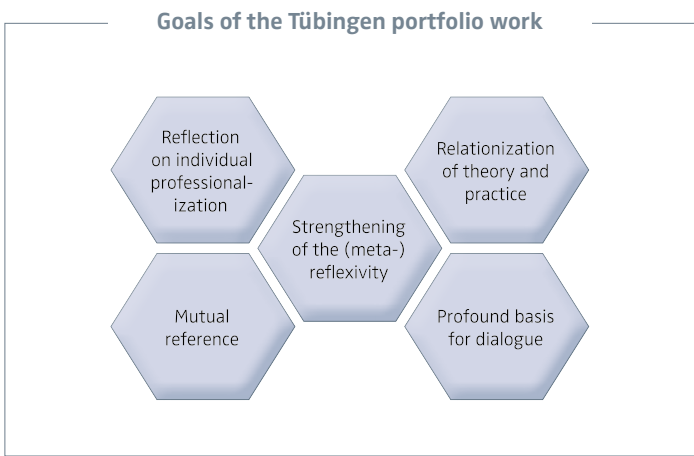 Goals of the Tübingen portfolio work
Reflection
on individual
professional-
ization
Relationization
of theory and
practice
Strengthening
of the (meta-)
reflexivity
Mutual
reference
Profound basis
for dialogue